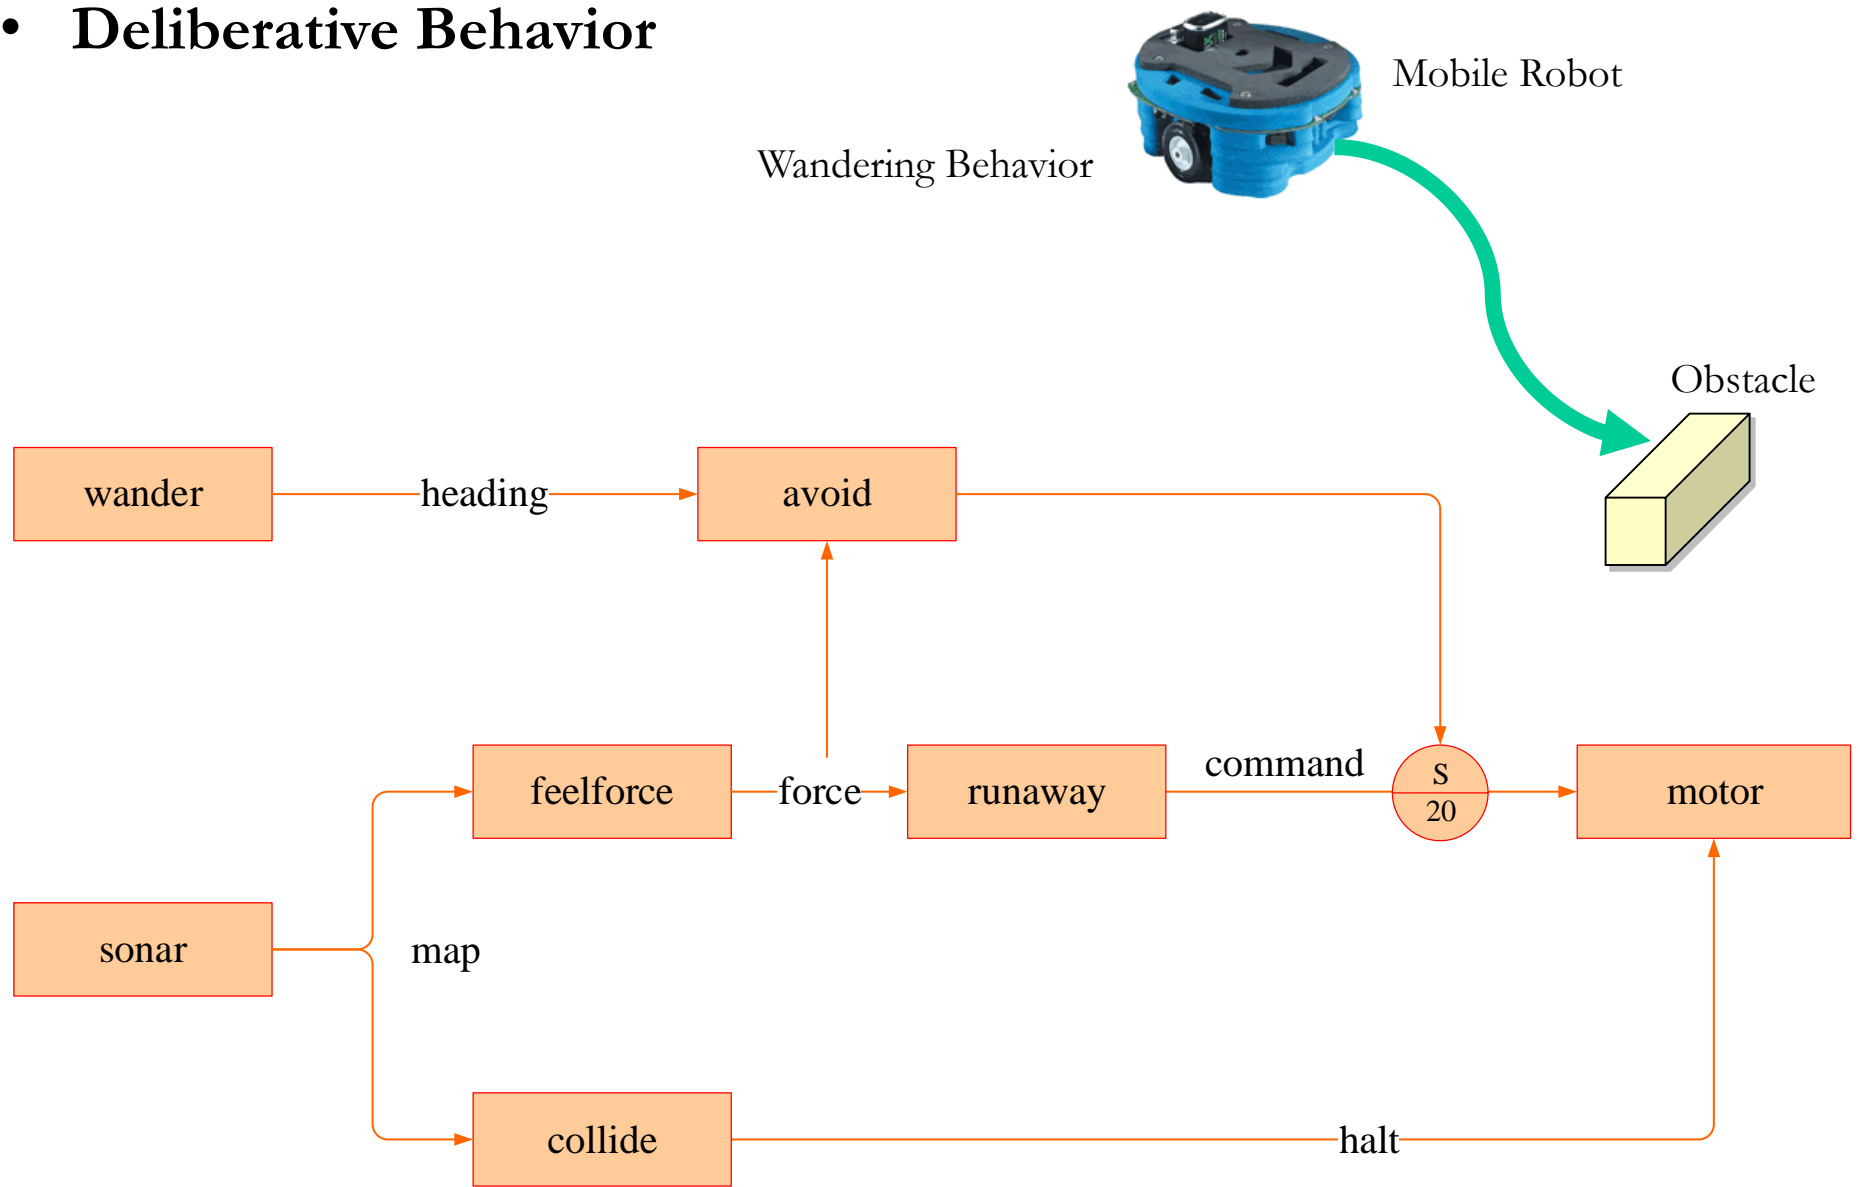 • Deliberative Behavior
Mobile Robot
Wandering Behavior
Obstacle
wander
heading
avoid
feelforce
force
runaway
command
S
20
motor
sonar
map
collide
halt